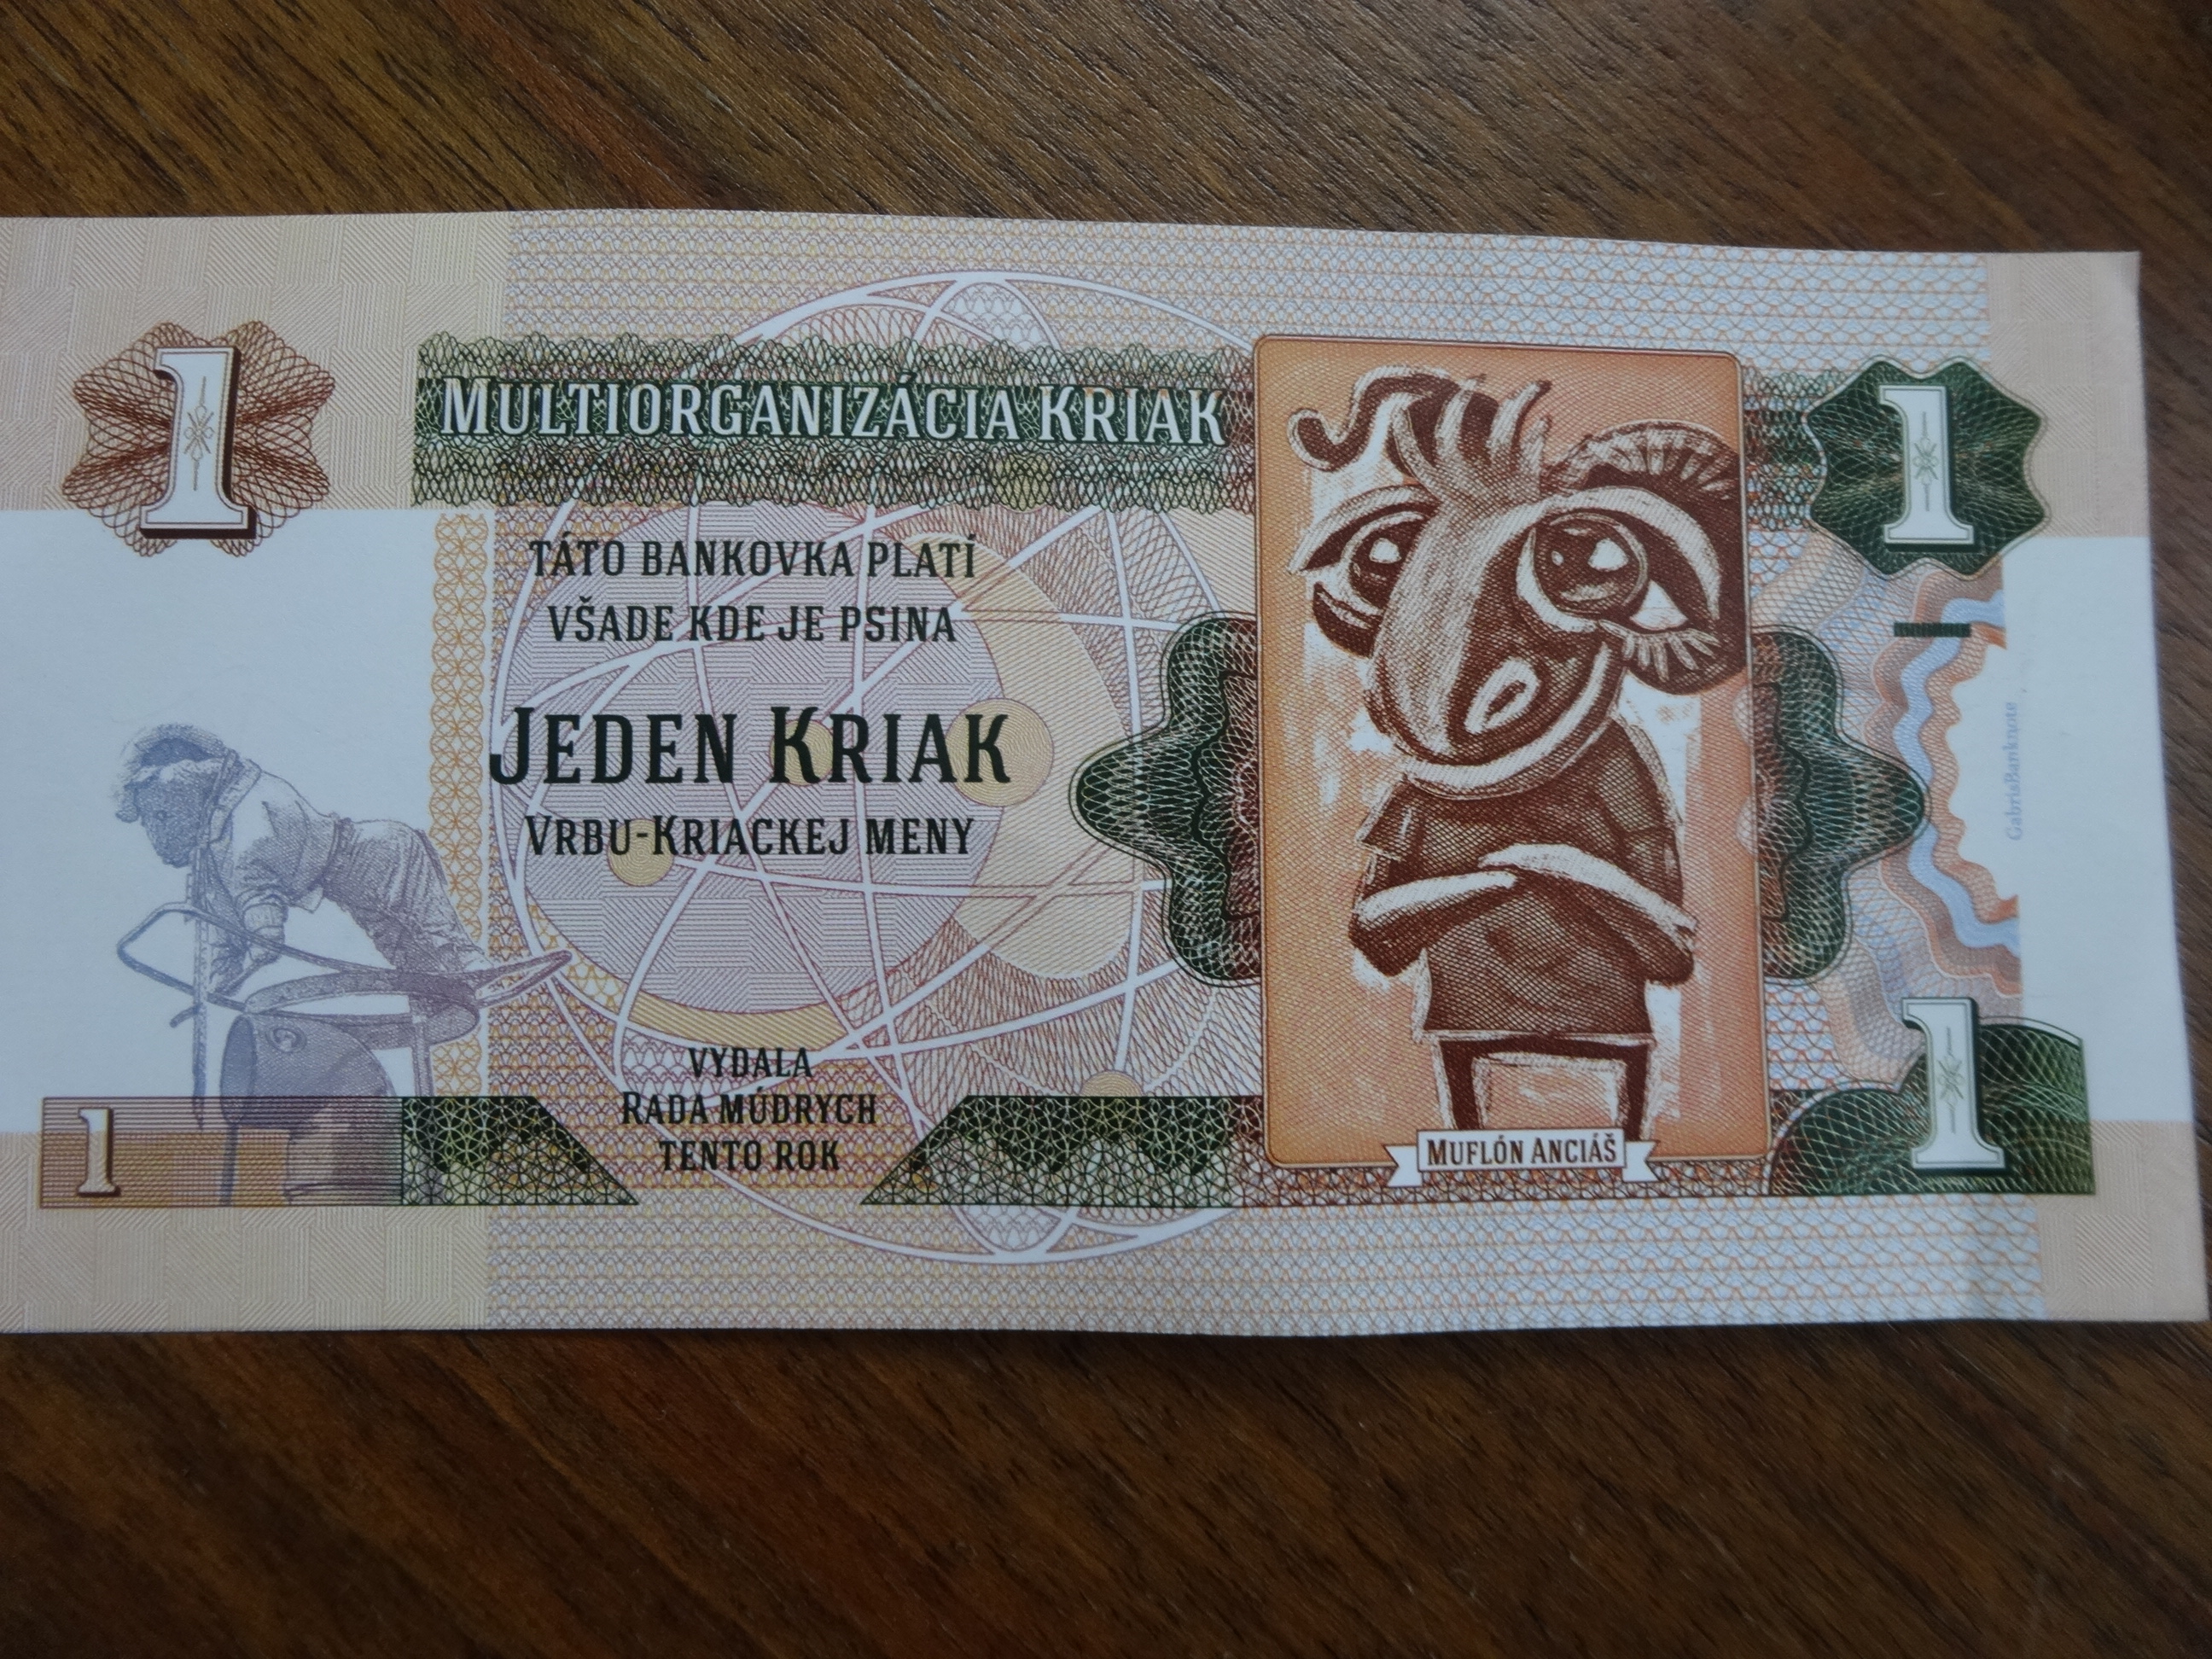 1
MULTIORGANIZÁCIA KRIAK
1
TÁTO BANKOVKA PLATÍ
VŠADE KDE JE PSINA
JEDEN KRIAK
VRBU-KRIACKEJ MENY
GabrisBanknote
VYDALA
RADA MÚDRYCH
TENTO ROK
1
MUFLÓN ANCIÁŠ
1